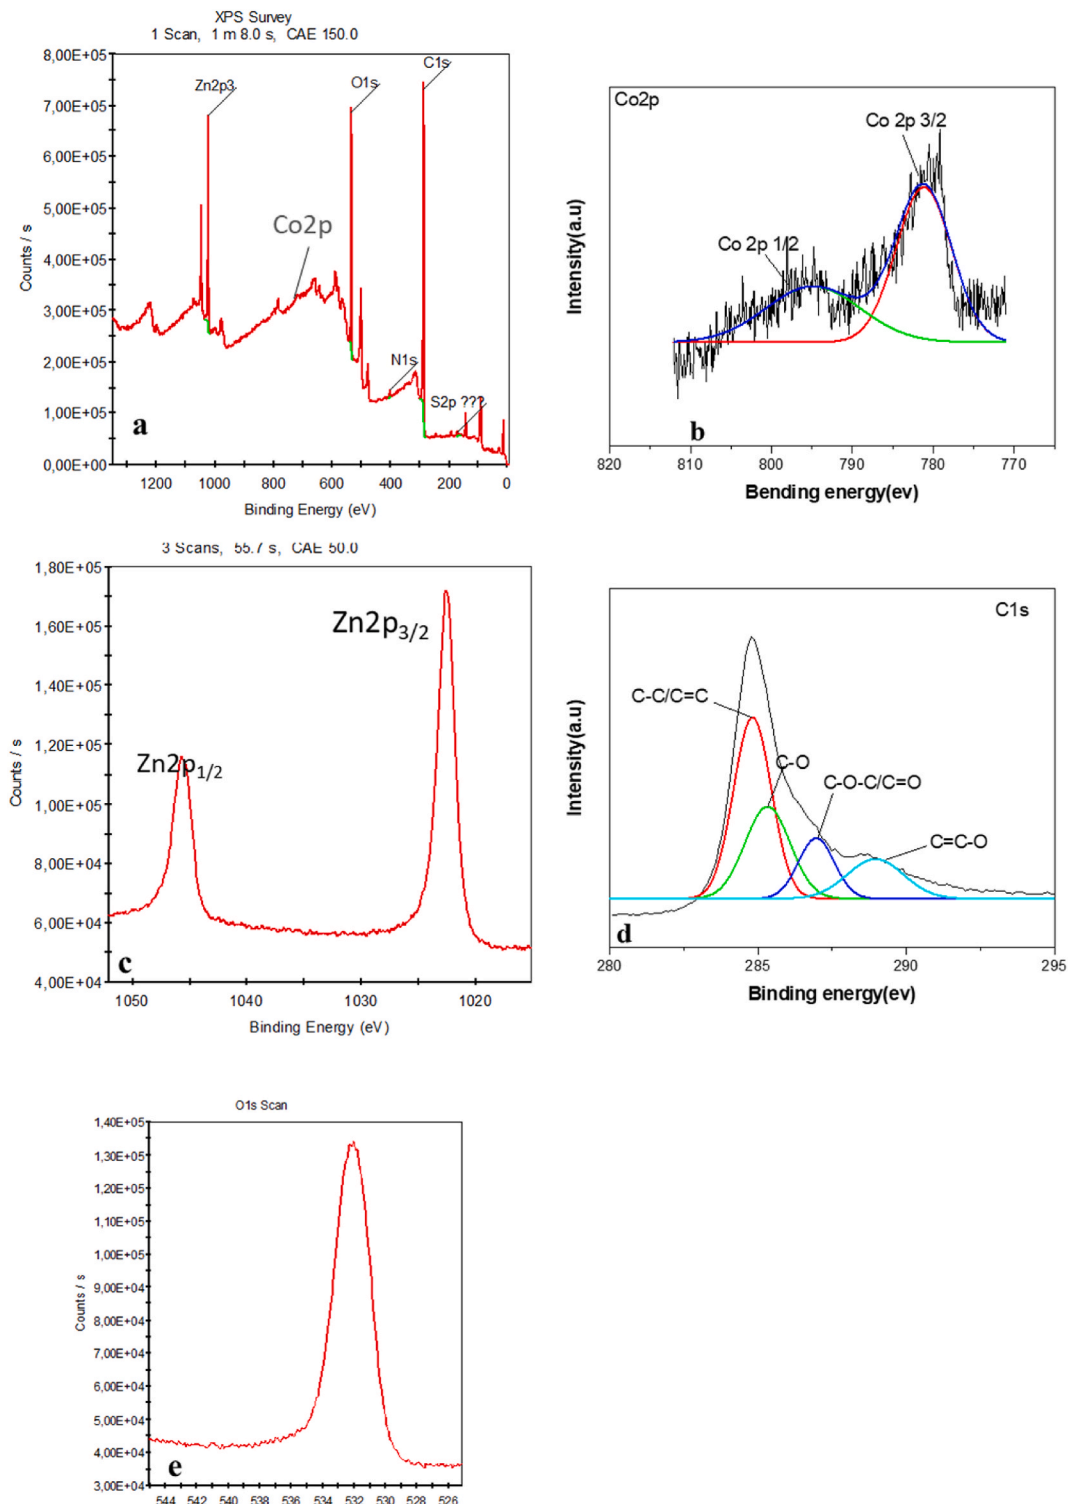 XPS Survey
1 Scan, 1 m 8.0 s, CAE 150.0
8,00E+05
7,00E+05
6,00E+05
5,00E+05
4,00E+05
3,00E+05
2,00E+05
1,00E+05
0,00E+00
Counts / s
Zn2p3
O1s
C1s
Co2p
N1s
S2p ???
a
1200 1000 800 600 400 200 0
Binding Energy (eV)
Co2p
Co 2p 3/2
Co 2p 1/2
Intensity(a.u)
b
820 810 800 790 780 770
Bending energy(ev)
3 Scans, 55.7 s, CAE 50.0
1,80E+05
1,60E+05
1,40E+05
1,20E+05
1,00E+05
8,00E+04
6,00E+04
4,00E+04
Counts / s
Zn2p3/2
Zn2p1/2
c
1050 1040 1030 1020
Binding Energy (eV)
C1s
C-C/C=C
C-O
C-O-C/C=O
C=C-O
Intensity(a.u)
d
280 285 290 295
Binding energy(ev)
O1s Scan
1,40E+05
1,30E+05
1,20E+05
1,10E+05
1,00E+05
9,00E+04
8,00E+04
7,00E+04
6,00E+04
5,00E+04
4,00E+04
3,00E+04
Counts / s
e
544 542 540 538 536 534 532 530 528 526